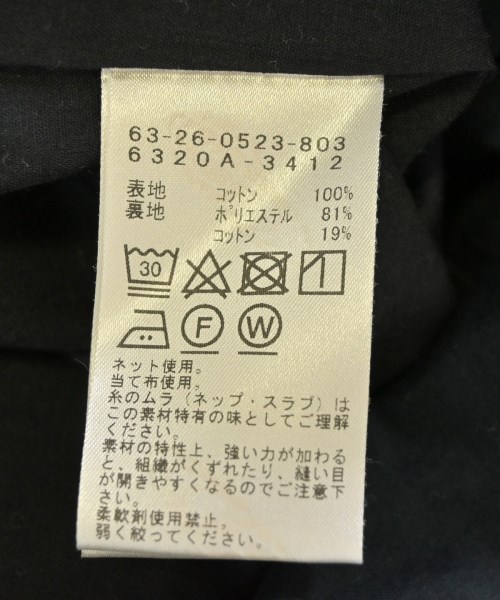 63-26-0523-803
6320A-3412
表地 コットン 100%
裏地 ポリエステル 81%
コットン 19%
30
F W
ネット使用。
当て布使用。
糸のムラ（ネップ・スラブ）は
この素材特有の味としてご理解
ください。
素材の特性上、強い力が加わる
と、組織がくずれたり、縫い目
が開きやすくなるのでご注意下
さい。
柔軟剤使用禁止。
弱く絞ってください。